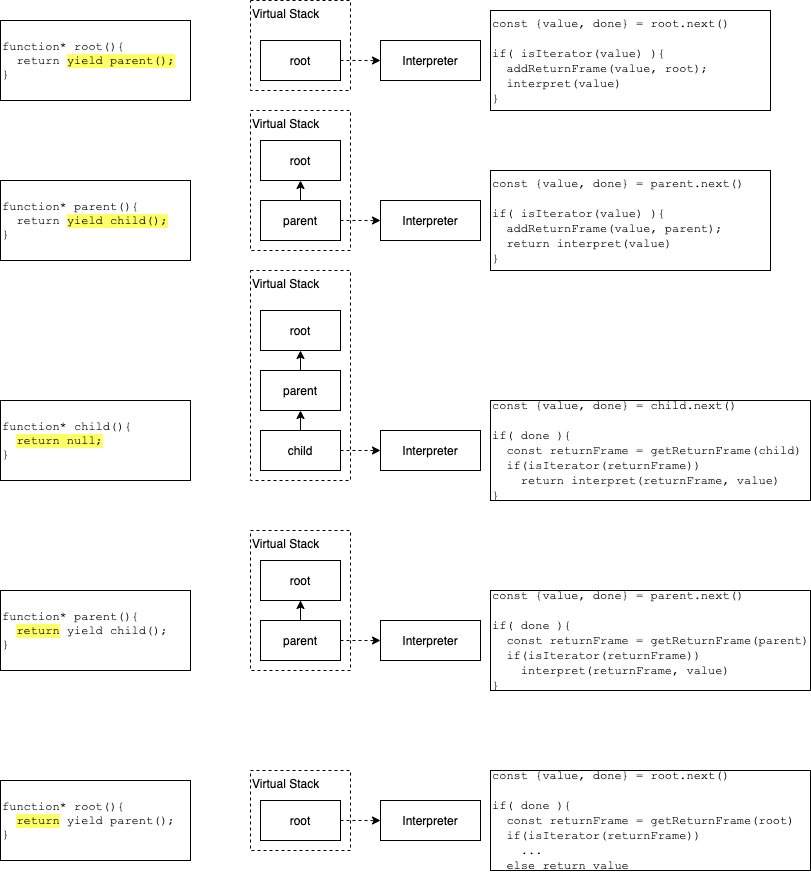 function* root(){
  return yield parent();
}
Virtual Stack
root
Interpreter
const {value, done} = root.next()

if( isIterator(value) ){
  addReturnFrame(value, root);
  interpret(value)
}
function* parent(){
  return yield child();
}
Virtual Stack
root
parent
Interpreter
const {value, done} = parent.next()

if( isIterator(value) ){
  addReturnFrame(value, parent);
  return interpret(value)
}
function* child(){
  return null;
}
Virtual Stack
root
parent
child
Interpreter
const {value, done} = child.next()

if( done ){
  const returnFrame = getReturnFrame(child)
  if(isIterator(returnFrame))
    return interpret(returnFrame, value)
}
function* parent(){
  return yield child();
}
Virtual Stack
root
parent
Interpreter
const {value, done} = parent.next()

if( done ){
  const returnFrame = getReturnFrame(parent)
  if(isIterator(returnFrame))
    interpret(returnFrame, value)
}
function* root(){
  return yield parent();
}
Virtual Stack
root
Interpreter
const {value, done} = root.next()

if( done ){
  const returnFrame = getReturnFrame(root)
  if(isIterator(returnFrame))
    ...
  else return value